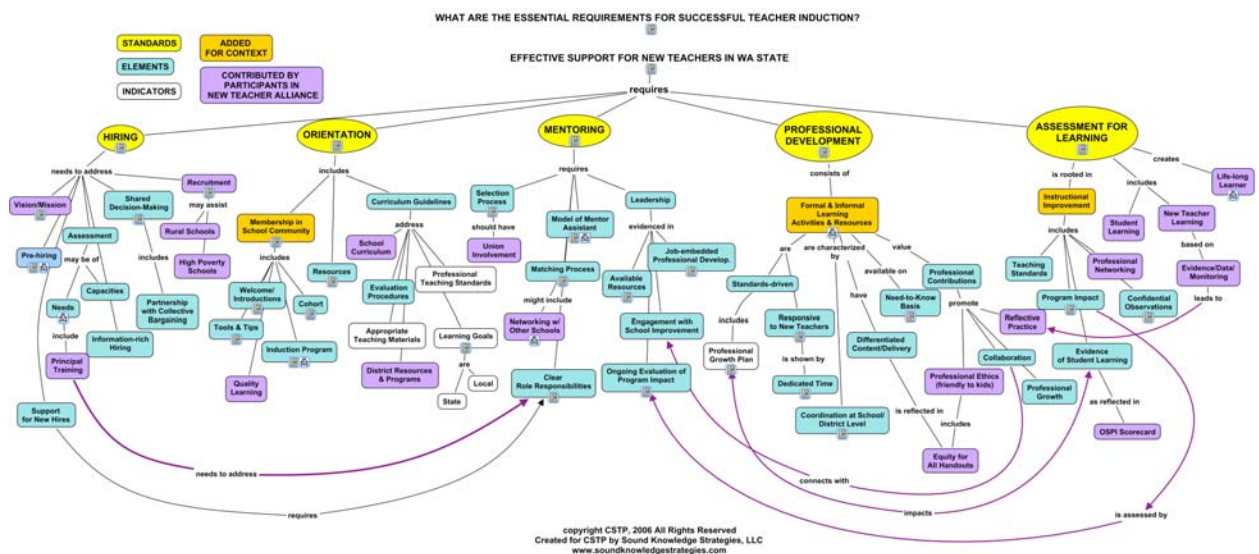 WHAT ARE THE ESSENTIAL REQUIREMENTS FOR SUCCESSFUL TEACHER INDUCTION?
STANDARDS
ADDED
FOR CONTEXT
ELEMENTS
INDICATORS
CONTRIBUTED BY
PARTICIPANTS IN
NEW TEACHER ALLIANCE
EFFECTIVE SUPPORT FOR NEW TEACHERS IN WA STATE
requires
HIRING
needs to address
Vision/Mission
Shared
Decision-Making
Recruitment
may assist
Rural Schools
High Poverty
Schools
Assessment
may be of
Pre-hiring
Capacities
includes
Needs
include
Principal
Training
Information-rich
Hiring
Partnership
with Collective
Bargaining
Support
for New Hires
needs to address
requires
ORIENTATION
includes
Membership in
School Community
includes
Welcome/
Introductions
Cohort
Tools & Tips
Induction Program
Quality
Learning
Resources
Curriculum Guidelines
address
School
Curriculum
Professional
Teaching Standards
Evaluation
Procedures
Appropriate
Teaching Materials
Learning Goals
are
State
Local
District Resources
& Programs
MENTORING
requires
Selection
Process
should have
Union
Involvement
Model of Mentor
Assistant
Matching Process
might include
Networking w/
Other Schools
Clear
Role Responsibilities
Leadership
evidenced in
Available
Resources
Job-embedded
Professional Develop.
Engagement with
School Improvement
Ongoing Evaluation of
Program Impact
PROFESSIONAL
DEVELOPMENT
consists of
Formal & Informal
Learning
Activities & Resources
are
are characterized
by
value
available on
have
Standards-driven
includes
Professional
Growth Plan
Responsive
to New Teachers
is shown by
Dedicated Time
Coordination at School/
District Level
Need-to-Know
Basis
Differentiated
Content/Delivery
is reflected in
Professional
Contributions
promote
Reflective
Practice
Collaboration
Professional Ethics
(friendly to kids)
Professional
Growth
includes
Equity for
All Handouts
connects with
impacts
ASSESSMENT FOR
LEARNING
is rooted in
includes
creates
Life-long
Learner
Instructional
Improvement
includes
Student
Learning
New Teacher
Learning
based on
Evidence/Data/
Monitoring
leads to
Teaching
Standards
Professional
Networking
Program Impact
Confidential
Observations
Evidence
of Student Learning
as reflected in
OSPI Scorecard
is assessed by
copyright CSTP, 2006 All Rights Reserved
Created for CSTP by Sound Knowledge Strategies, LLC
www.soundknowledgestrategies.com